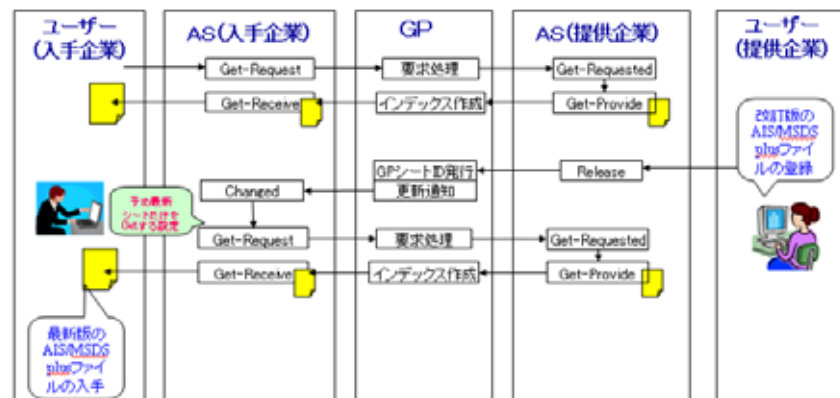 ユーザー
(入手企業)
AS(入手企業)
GP
AS(提供企業)
ユーザー
(提供企業)
Get-Request
要求処理
Get-Requested
Get-Receive
インデックス作成
Get-Provide
改訂版の
AIS/MSDS
plusファイ
ルの登録
GPシートID発行
更新通知
Release
Changed
予め最新
シートだけを
Getする設定
Get-Request
要求処理
Get-Requested
Get-Receive
インデックス作成
Get-Provide
最新版の
AIS/MSDS
plusファイ
ルの入手